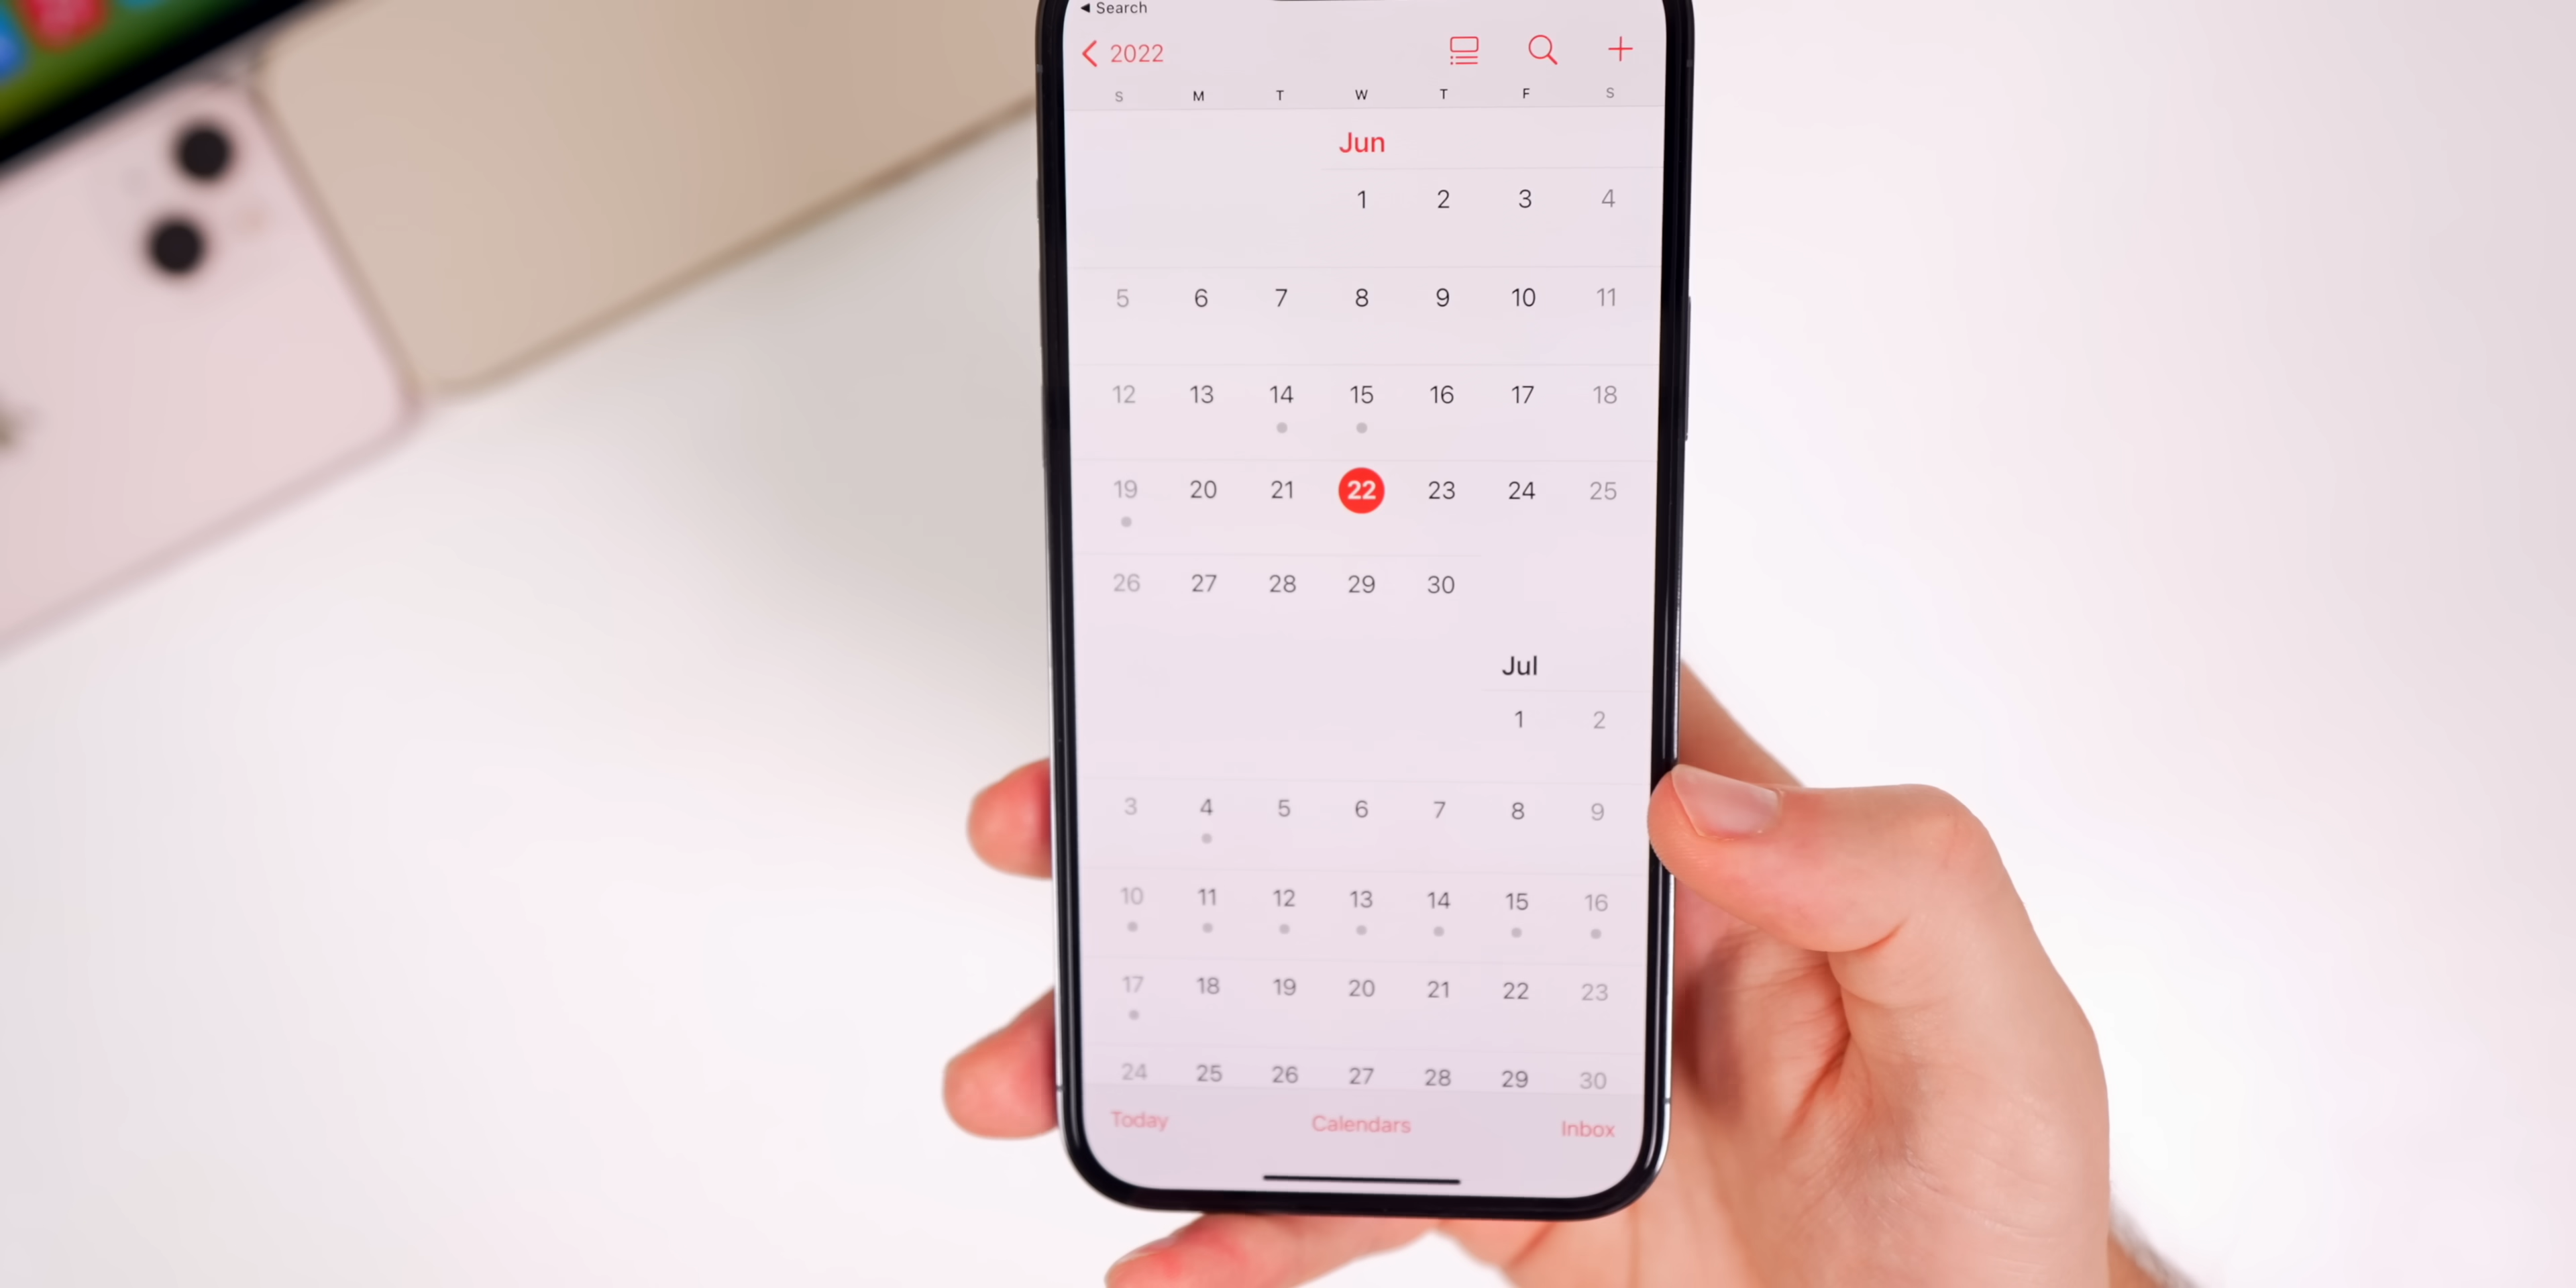 ◀ Search
2022
S M T W T F S
Jun
1 2 3 4
5 6 7 8 9 10 11
12 13 14 15 16 17 18
19 20 21 22 23 24 25
26 27 28 29 30
Jul
1 2
3 4 5 6 7 8 9
10 11 12 13 14 15 16
17 18 19 20 21 22 23
24 25 26 27 28 29 30
Today Calendars Inbox